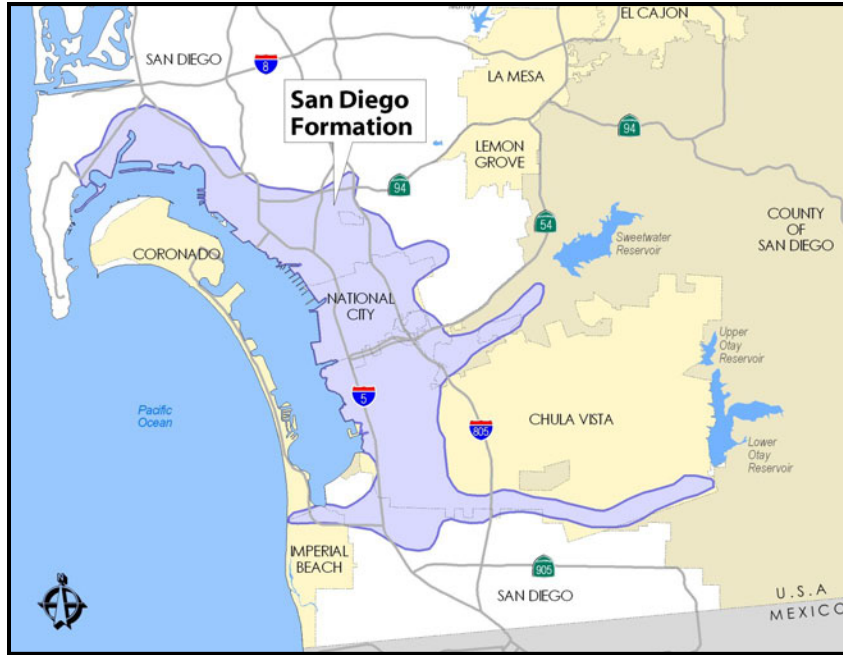 EL CAJON
SAN DIEGO
8
LA MESA
San Diego
Formation
94
LEMON
GROVE
94
54
COUNTY
OF
SAN DIEGO
Sweetwater
Reservoir
CORONADO
NATIONAL
CITY
Upper
Otay
Reservoir
5
Pacific
Ocean
CHULA VISTA
805
Lower
Otay
Reservoir
IMPERIAL
BEACH
905
SAN DIEGO
U.S.A
MEXICO